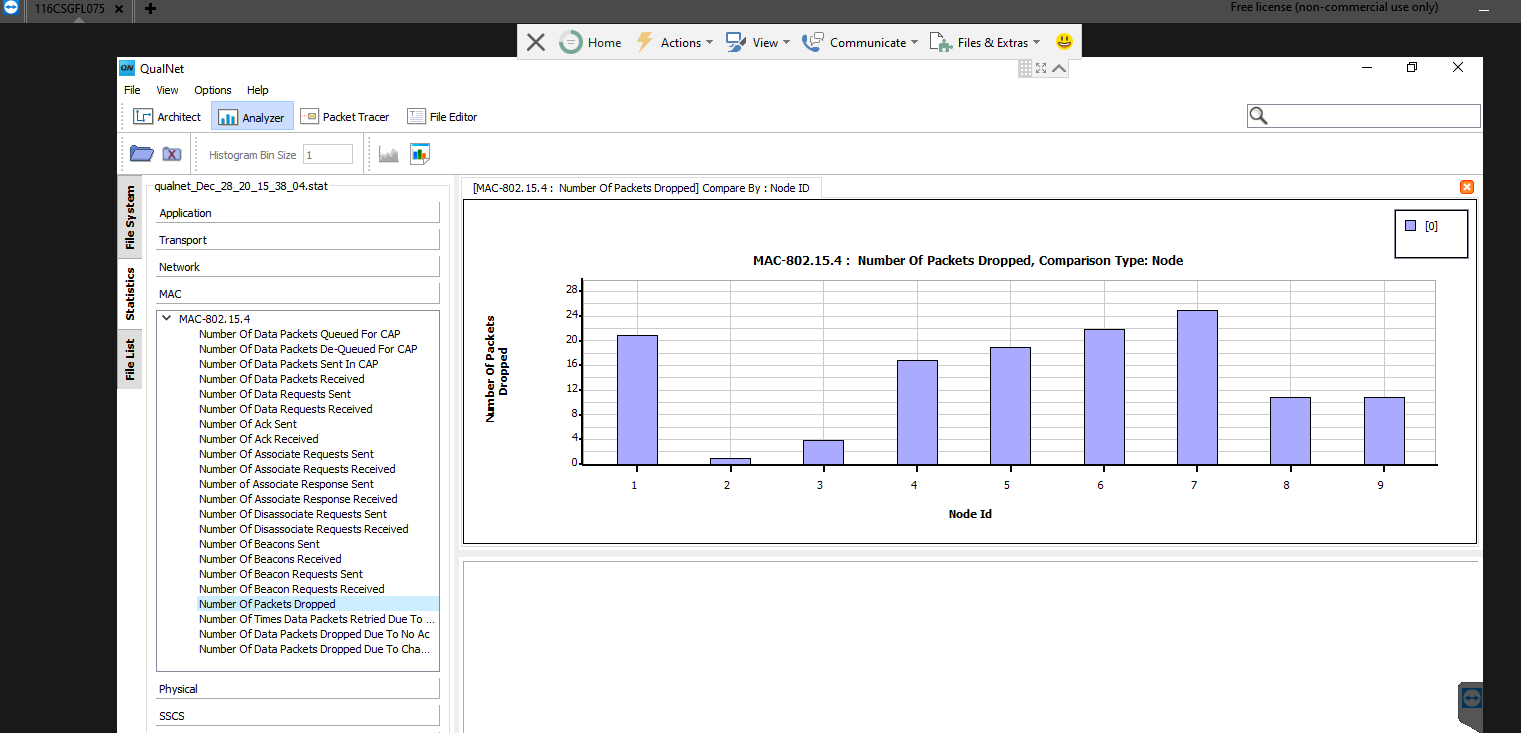 116CSGFL075
Free license (non-commercial use only)
Home Actions View Communicate Files & Extras
QN QualNet
File View Options Help
Architect Analyzer Packet Tracer File Editor
Histogram Bin Size 1
File System
Statistics
File List
qualnet_Dec_28_20_15_38_04.stat
Application
Transport
Network
MAC
MAC-802.15.4
Number Of Data Packets Queued For CAP
Number Of Data Packets De-Queued For CAP
Number Of Data Packets Sent In CAP
Number Of Data Packets Received
Number Of Data Requests Sent
Number Of Data Requests Received
Number Of Ack Sent
Number Of Ack Received
Number Of Associate Requests Sent
Number Of Associate Requests Received
Number of Associate Response Sent
Number Of Associate Response Received
Number Of Disassociate Requests Sent
Number Of Disassociate Requests Received
Number Of Beacons Sent
Number Of Beacons Received
Number Of Beacon Requests Sent
Number Of Beacon Requests Received
Number Of Packets Dropped
Number Of Times Data Packets Retried Due To ...
Number Of Data Packets Dropped Due To No Ac
Number Of Data Packets Dropped Due To Cha...
Physical
SSCS
[MAC-802.15.4 : Number Of Packets Dropped] Compare By : Node ID
[0]
MAC-802.15.4 : Number Of Packets Dropped, Comparison Type: Node
Number Of Packets
Dropped
28
24
20
16
12
8
4
0
1 2 3 4 5 6 7 8 9
Node Id